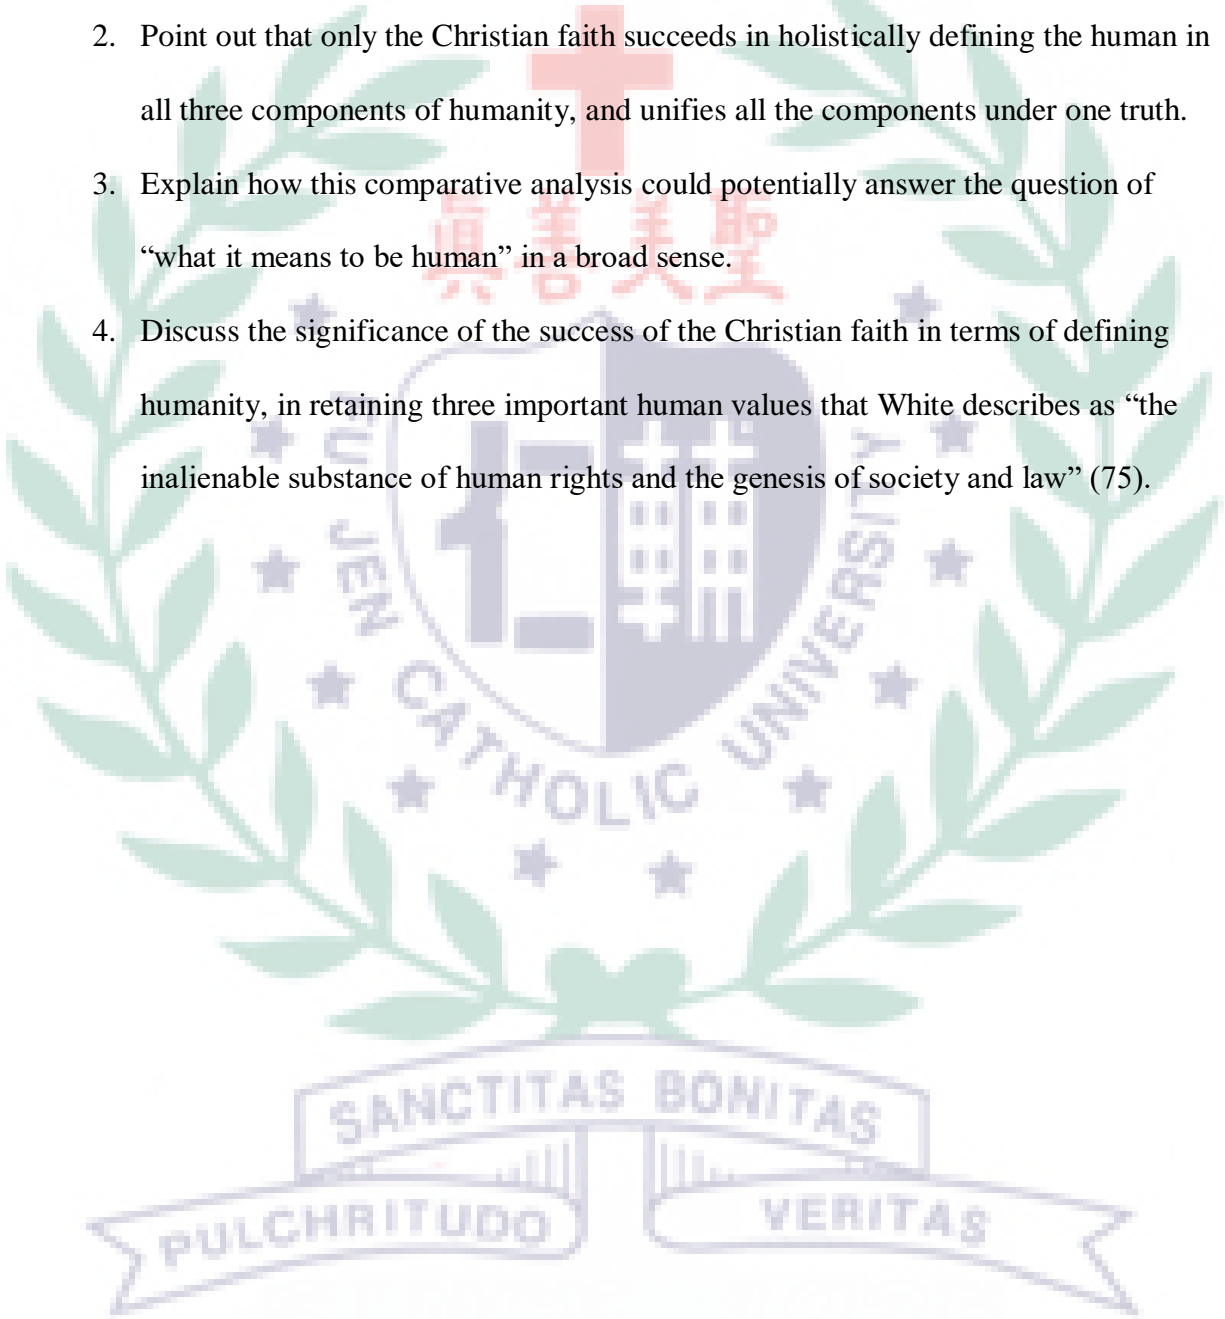 2. Point out that only the Christian faith succeeds in holistically defining the human in
all three components of humanity, and unifies all the components under one truth.
3. Explain how this comparative analysis could potentially answer the question of
“what it means to be human” in a broad sense.
眞善美聖
4. Discuss the significance of the success of the Christian faith in terms of defining
humanity, in retaining three important human values that White describes as “the
inalienable substance of human rights and the genesis of society and law” (75).
FU JEN CATHOLIC UNIVERSITY
SANCTITAS BONITAS
PULCHRITUDO VERITAS